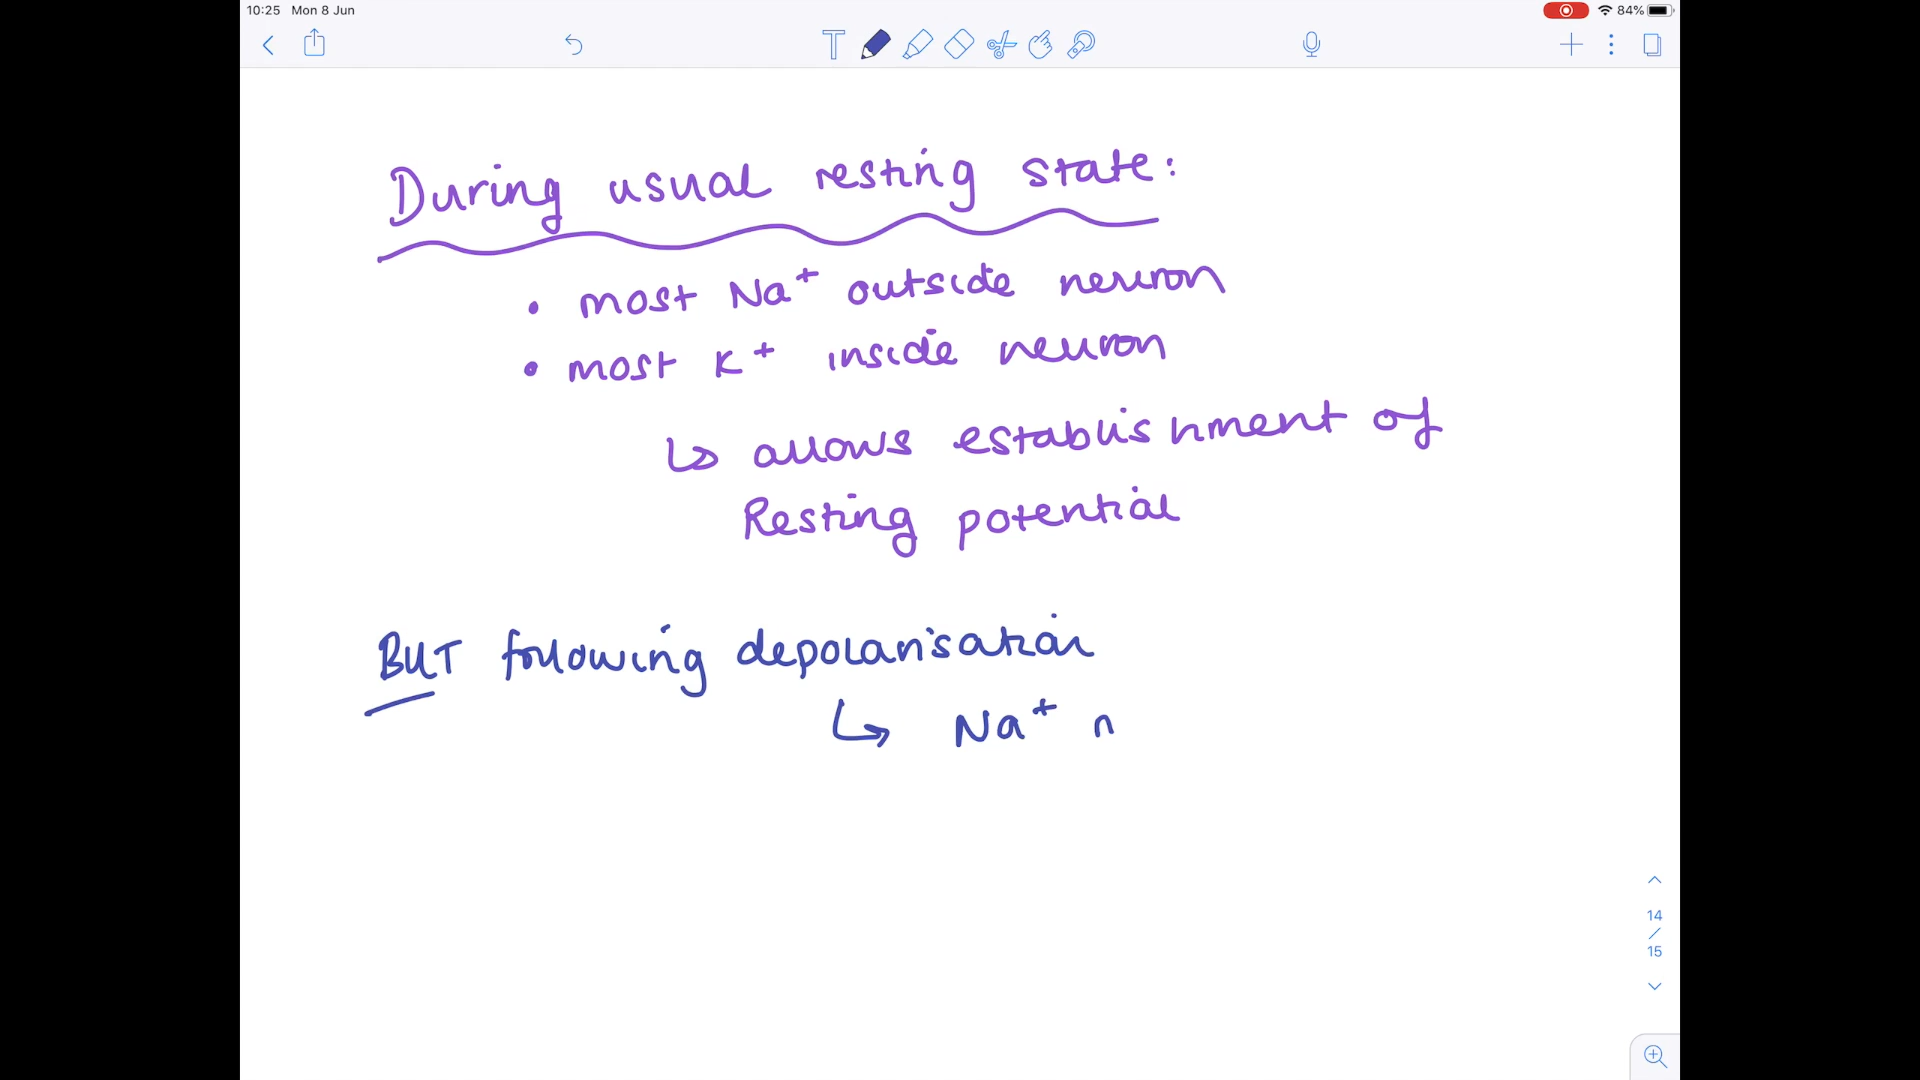 10:25 Mon 8 Jun
84%
T
During usual resting state:
• most Na⁺ outside neuron
• most K⁺ inside neuron
↳ allows establishment of
Resting potential
BUT following depolarisation
↳ Na⁺ n
14
/
15